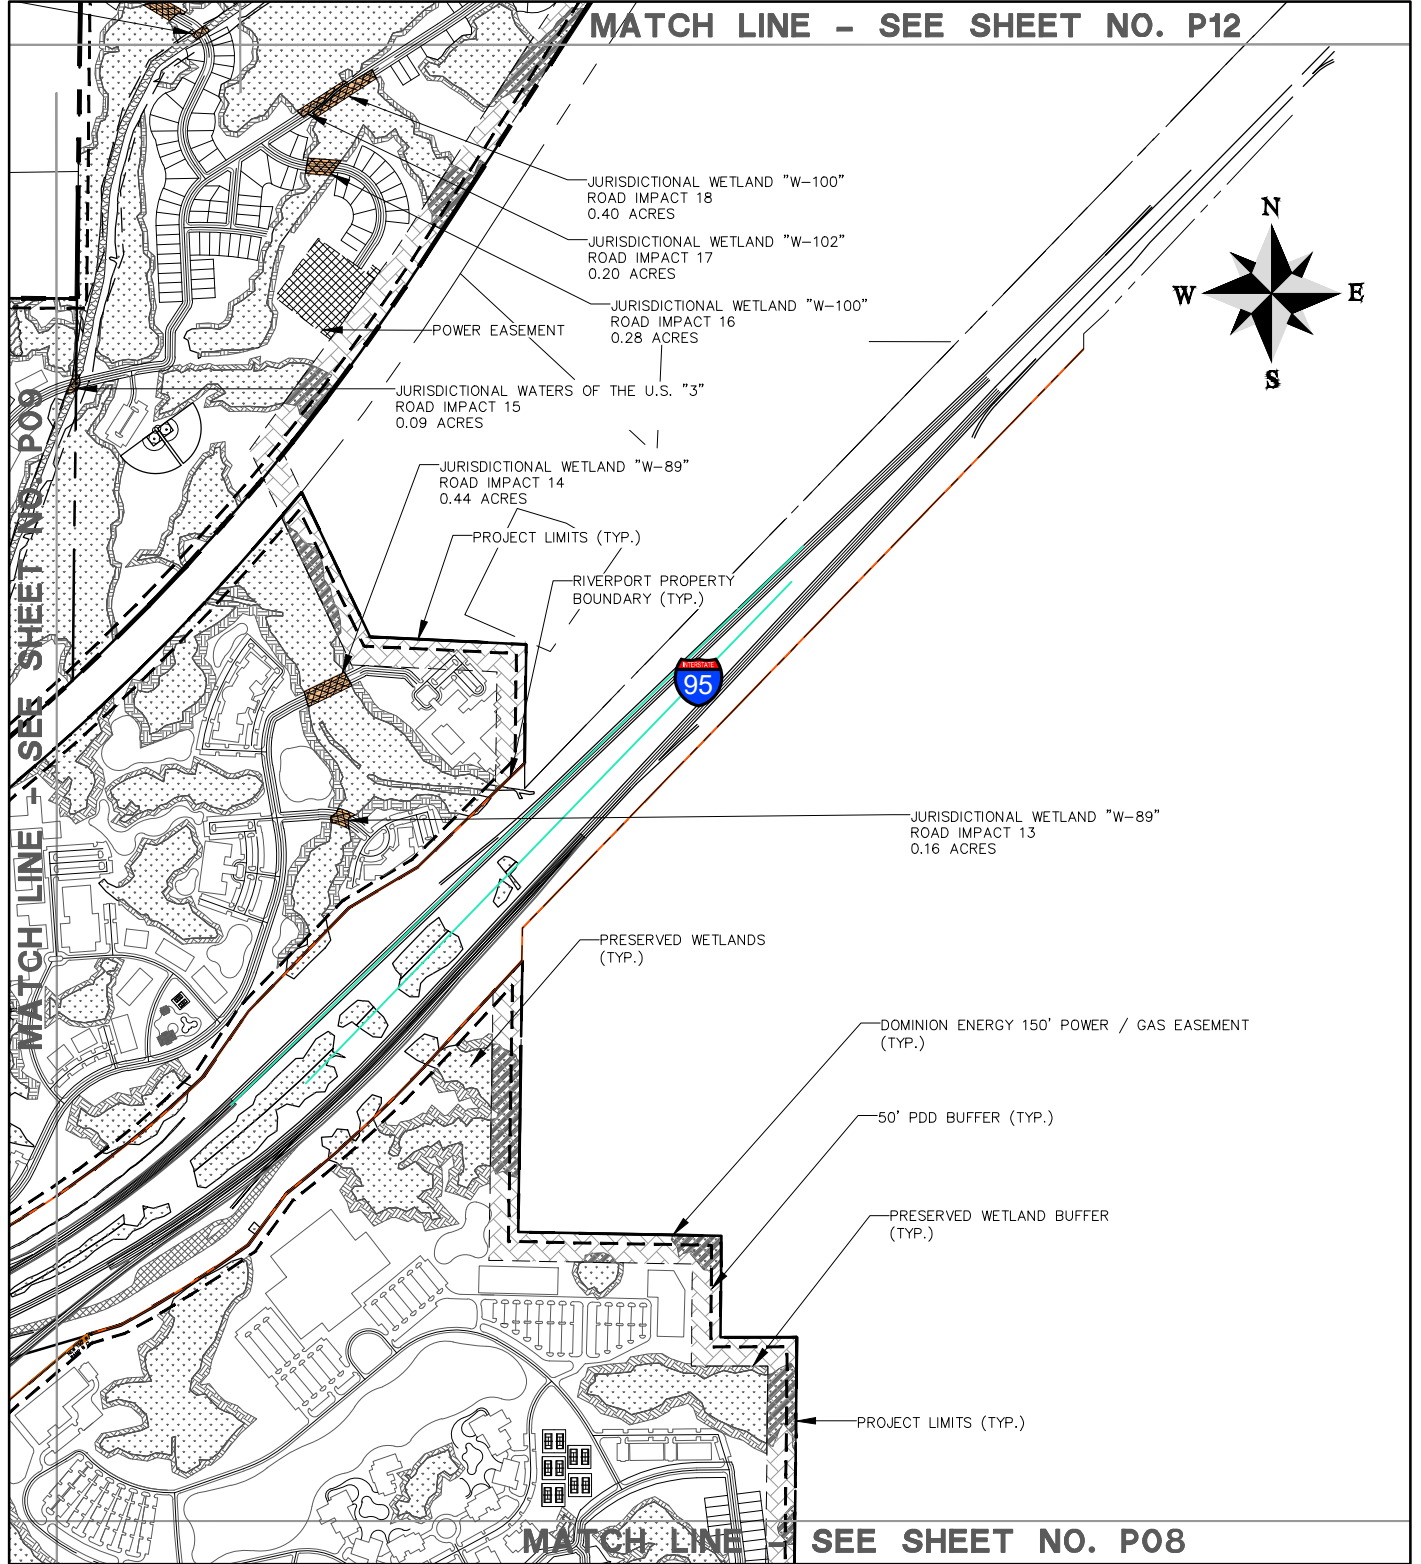 MATCH LINE - SEE SHEET NO. P12
JURISDICTIONAL WETLAND "W-100"
ROAD IMPACT 18
0.40 ACRES
JURISDICTIONAL WETLAND "W-102"
ROAD IMPACT 17
0.20 ACRES
JURISDICTIONAL WETLAND "W-100"
ROAD IMPACT 16
0.28 ACRES
N
W
E
S
POWER EASEMENT
JURISDICTIONAL WATERS OF THE U.S. "3"
ROAD IMPACT 15
0.09 ACRES
JURISDICTIONAL WETLAND "W-89"
ROAD IMPACT 14
0.44 ACRES
PROJECT LIMITS (TYP.)
RIVERPORT PROPERTY
BOUNDARY (TYP.)
INTERSTATE
95
MATCH LINE - SEE SHEET NO. P09
JURISDICTIONAL WETLAND "W-89"
ROAD IMPACT 13
0.16 ACRES
PRESERVED WETLANDS
(TYP.)
DOMINION ENERGY 150' POWER / GAS EASEMENT
(TYP.)
50' PDD BUFFER (TYP.)
PRESERVED WETLAND BUFFER
(TYP.)
PROJECT LIMITS (TYP.)
MATCH LINE - SEE SHEET NO. P08